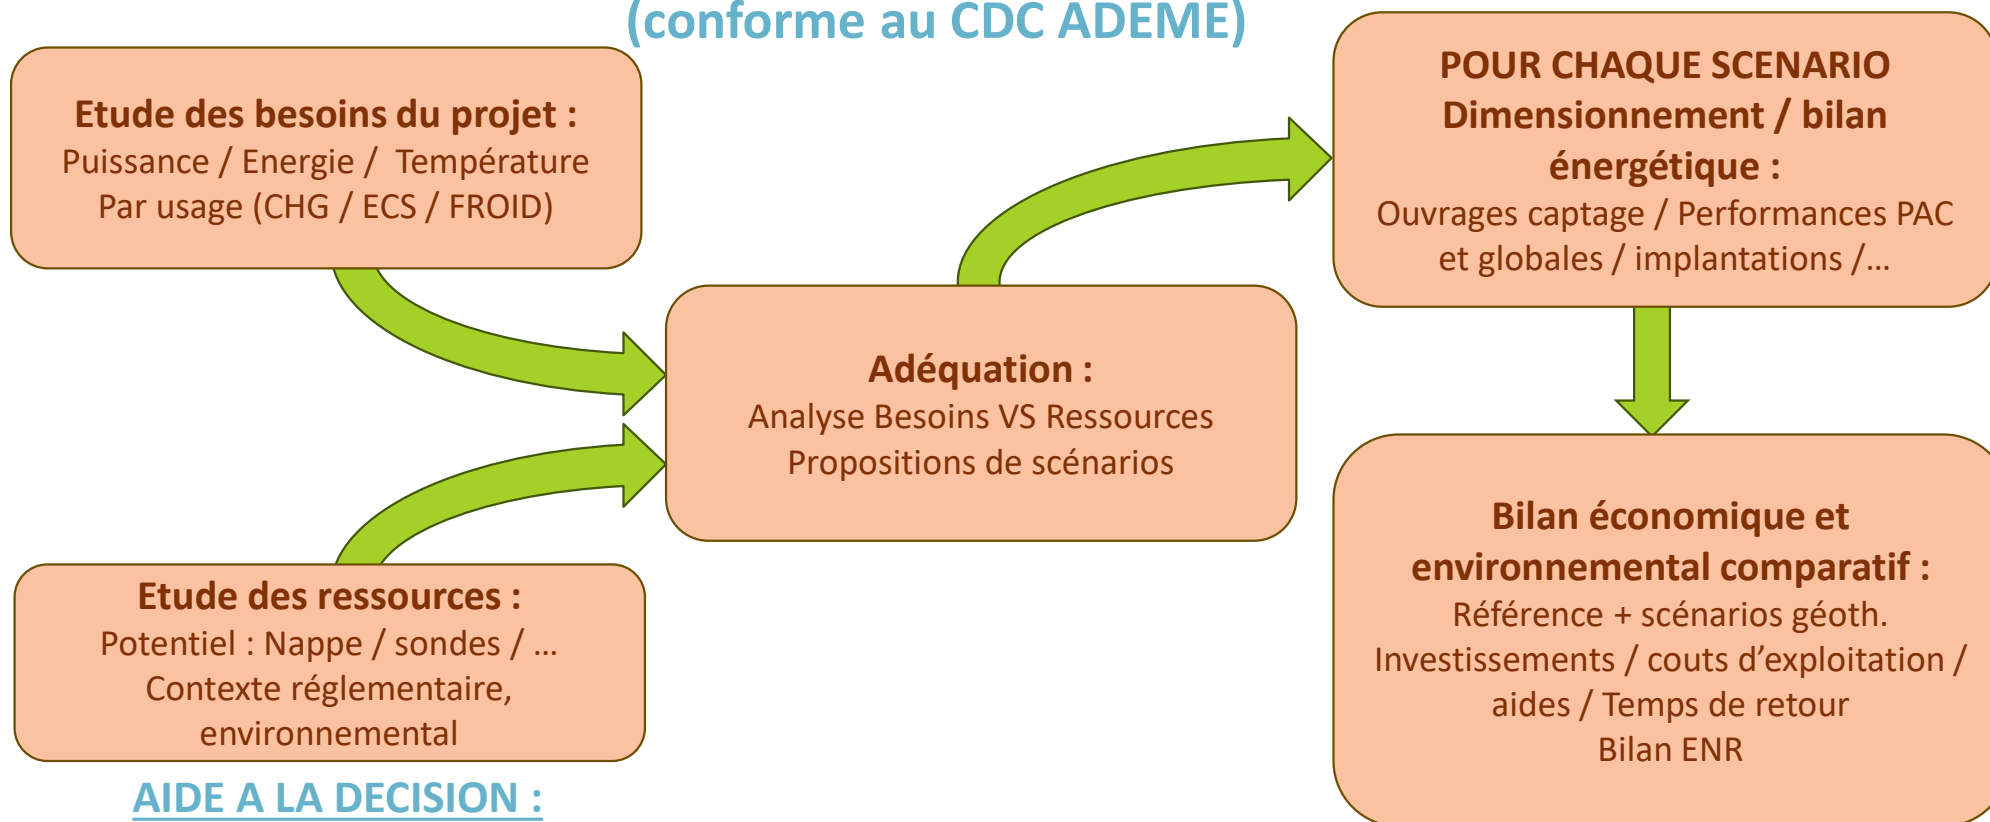 (conforme au CDC ADEME)
Etude des besoins du projet :
Puissance / Energie / Température
Par usage (CHG / ECS / FROID)
Etude des ressources :
Potentiel : Nappe / sondes / …
Contexte réglementaire,
environnemental
AIDE A LA DECISION :
Adéquation :
Analyse Besoins VS Ressources
Propositions de scénarios
POUR CHAQUE SCENARIO
Dimensionnement / bilan
énergétique :
Ouvrages captage / Performances PAC
et globales / implantations /…
Bilan économique et
environnemental comparatif :
Référence + scénarios géoth.
Investissements / couts d’exploitation /
aides / Temps de retour
Bilan ENR